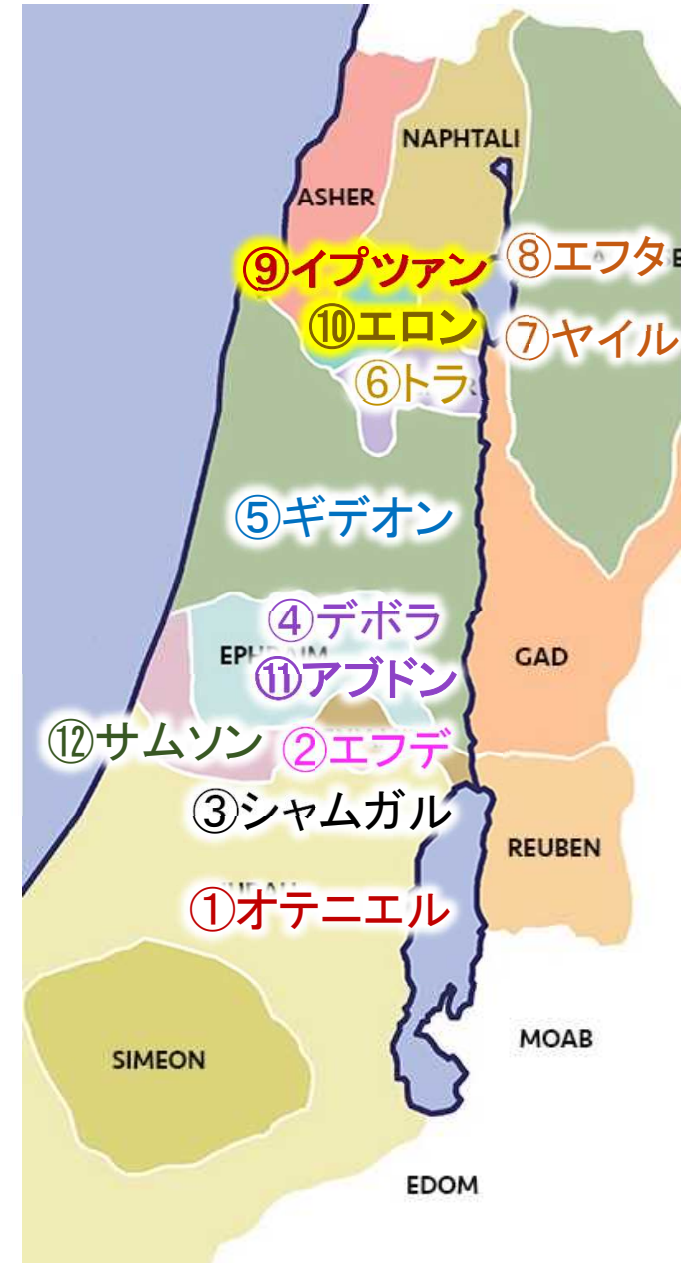 NAPHTALI
ASHER
⑧エフタ
⑨イプツァン
⑩エロン
⑦ヤイル
⑥トラ
⑤ギデオン
④デボラ
EPHRAIM
GAD
⑪アブドン
⑫サムソン
②エフデ
③シャムガル
REUBEN
①オテニエル
MOAB
SIMEON
EDOM